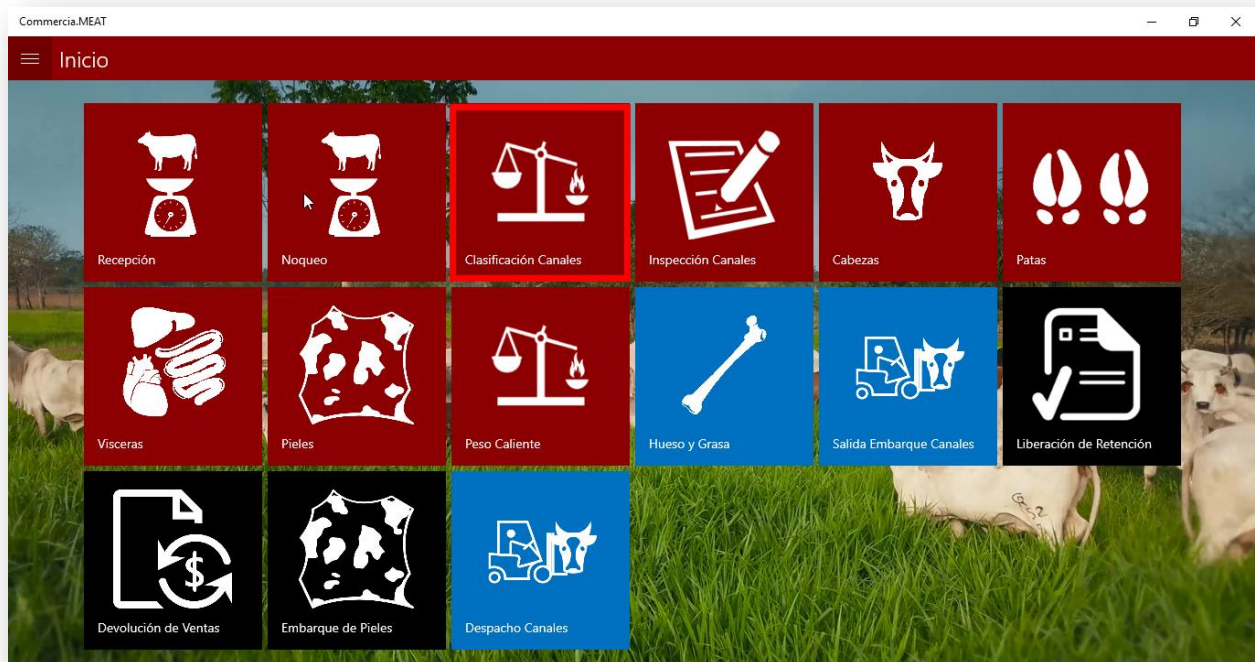 Commercia.MEAT
Inicio
Recepción
Noqueo
Clasificación Canales
Inspección Canales
Cabezas
Patas
Visceras
Pieles
Peso Caliente
Hueso y Grasa
Salida Embarque Canales
Liberación de Retención
$
Devolución de Ventas
Embarque de Pieles
Despacho Canales